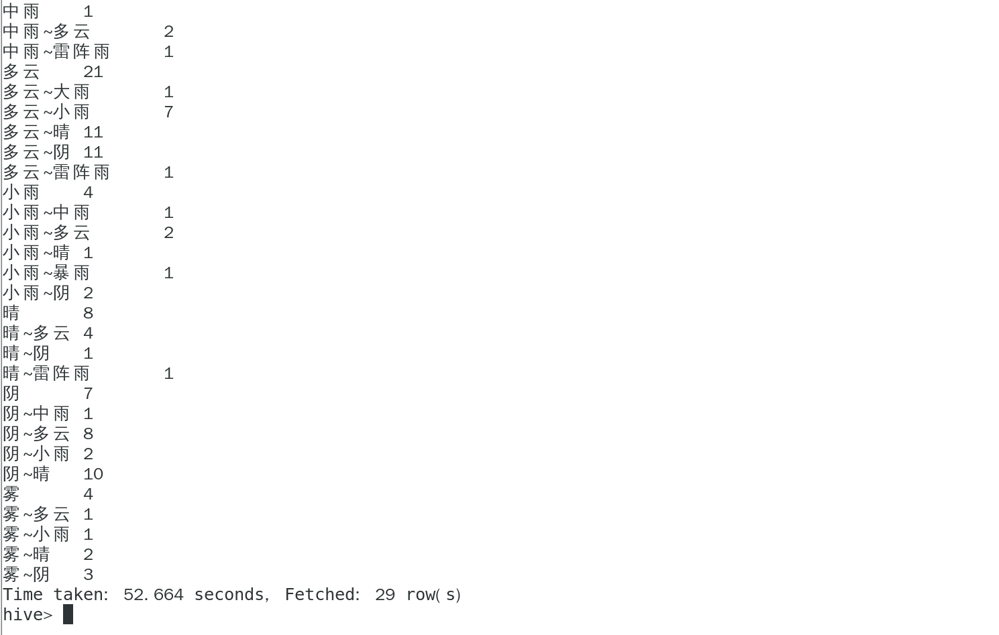 中雨	1
中雨~多云	2
中雨~雷阵雨	1
多云	21
多云~大雨	1
多云~小雨	7
多云~晴	11
多云~阴	11
多云~雷阵雨	1
小雨	4
小雨~中雨	1
小雨~多云	2
小雨~晴	1
小雨~暴雨	1
小雨~阴	2
晴	8
晴~多云	4
晴~阴	1
晴~雷阵雨	1
阴	7
阴~中雨	1
阴~多云	8
阴~小雨	2
阴~晴	10
雾	4
雾~多云	1
雾~小雨	1
雾~晴	2
雾~阴	3
Time taken: 52.664 seconds, Fetched: 29 row(s)
hive>